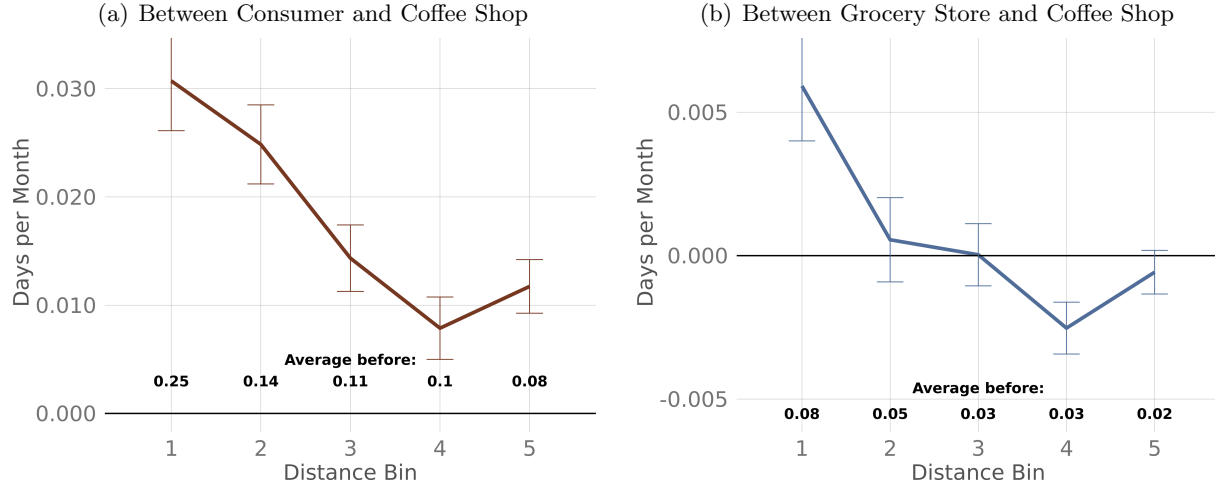 (a) Between Consumer and Coffee Shop
0.030
0.020
0.010
0.000
Days per Month
Average before:
0.25 0.14 0.11 0.1 0.08
1 2 3 4 5
Distance Bin
(b) Between Grocery Store and Coffee Shop
0.005
0.000
-0.005
Days per Month
Average before:
0.08 0.05 0.03 0.03 0.02
1 2 3 4 5
Distance Bin